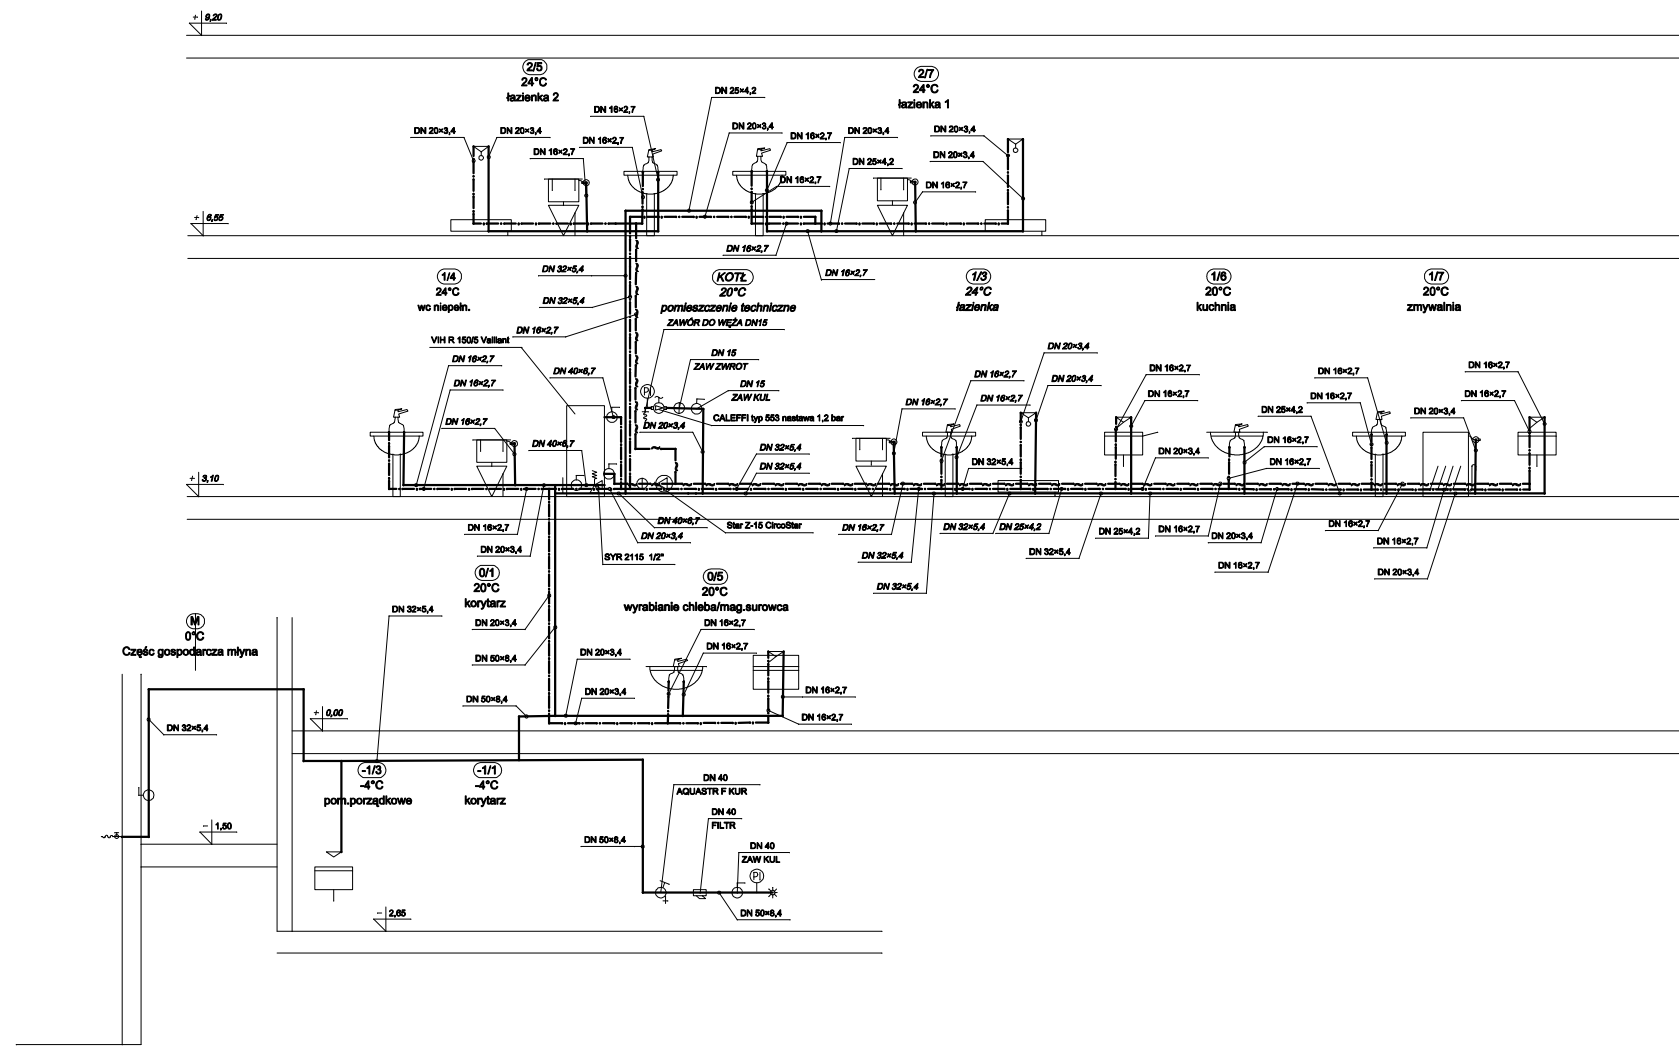 + 9,20
2/5
24°C
łazienka 2
2/7
24°C
łazienka 1
DN 25×4,2
DN 16×2,7
DN 20×3,4
DN 20×3,4
DN 16×2,7
DN 16×2,7
DN 20×3,4
DN 16×2,7
DN 20×3,4
DN 20×3,4
DN 25×4,2
DN 20×3,4
DN 16×2,7
DN 16×2,7
+ 6,55
DN 16×2,7
DN 16×2,7
DN 32×5,4
DN 32×5,4
DN 16×2,7
1/4
24°C
wc niepełn.
KOTŁ
20°C
pomieszczenie techniczne
1/3
24°C
łazienka
1/6
20°C
kuchnia
1/7
20°C
zmywalnia
ZAWÓR DO WĘŻA DN15
VIH R 150/5 Vaillant
DN 16×2,7
DN 16×2,7
DN 16×2,7
DN 40×6,7
DN 40×6,7
PI
DN 15
ZAW ZWROT
DN 15
ZAW KUL
CALEFFI typ 553 nastawa 1,2 bar
DN 20×3,4
DN 32×5,4
DN 32×5,4
DN 16×2,7
DN 16×2,7
DN 16×2,7
DN 20×3,4
DN 20×3,4
DN 32×5,4
DN 16×2,7
DN 16×2,7
DN 20×3,4
DN 16×2,7
DN 16×2,7
DN 25×4,2
DN 16×2,7
DN 16×2,7
DN 20×3,4
DN 16×2,7
DN 16×2,7
+ 3,10
DN 16×2,7
DN 20×3,4
DN 40×6,7
DN 20×3,4
SYR 2115 1/2"
Star Z-15 CircoStar
DN 16×2,7
DN 32×5,4
DN 32×5,4
DN 32×5,4
DN 25×4,2
DN 32×5,4
DN 25×4,2
DN 16×2,7
DN 20×3,4
DN 16×2,7
DN 16×2,7
DN 16×2,7
DN 20×3,4
0/1
20°C
korytarz
0/5
20°C
wyrabianie chleba/mag.surowca
DN 32×5,4
DN 20×3,4
DN 50×8,4
DN 50×8,4
DN 20×3,4
DN 20×3,4
DN 16×2,7
DN 16×2,7
DN 16×2,7
DN 16×2,7
M
0°C
Częśc gospodarcza młyna
DN 32×5,4
+ 0,00
-1/3
-4°C
pom.porządkowe
-1/1
-4°C
korytarz
- 1,50
DN 50×8,4
DN 40
AQUASTR F KUR
DN 40
FILTR
DN 40
ZAW KUL
PI
DN 50×8,4
- 2,65